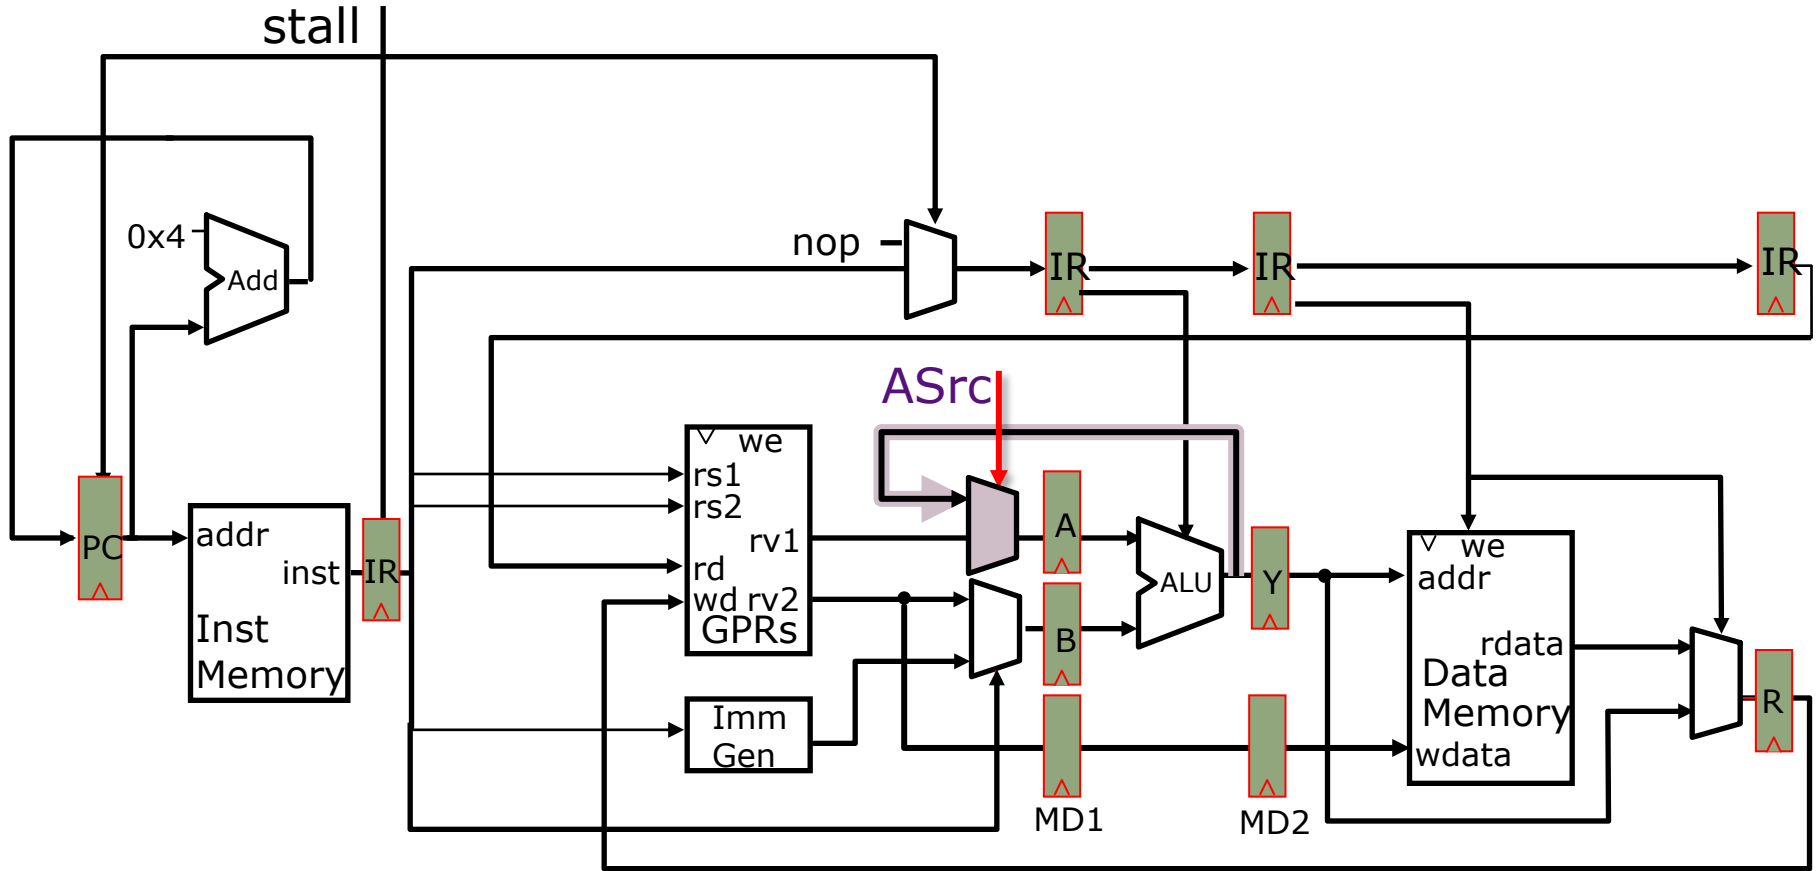 stall
0x4
Add
nop
IR
IR
IR
ASrc
we
rs1
rs2
rv1
rd
wd rv2
GPRs
PC
addr
inst
Inst
Memory
IR
A
B
ALU
Y
we
addr
rdata
Data
Memory
wdata
R
Imm
Gen
MD1
MD2